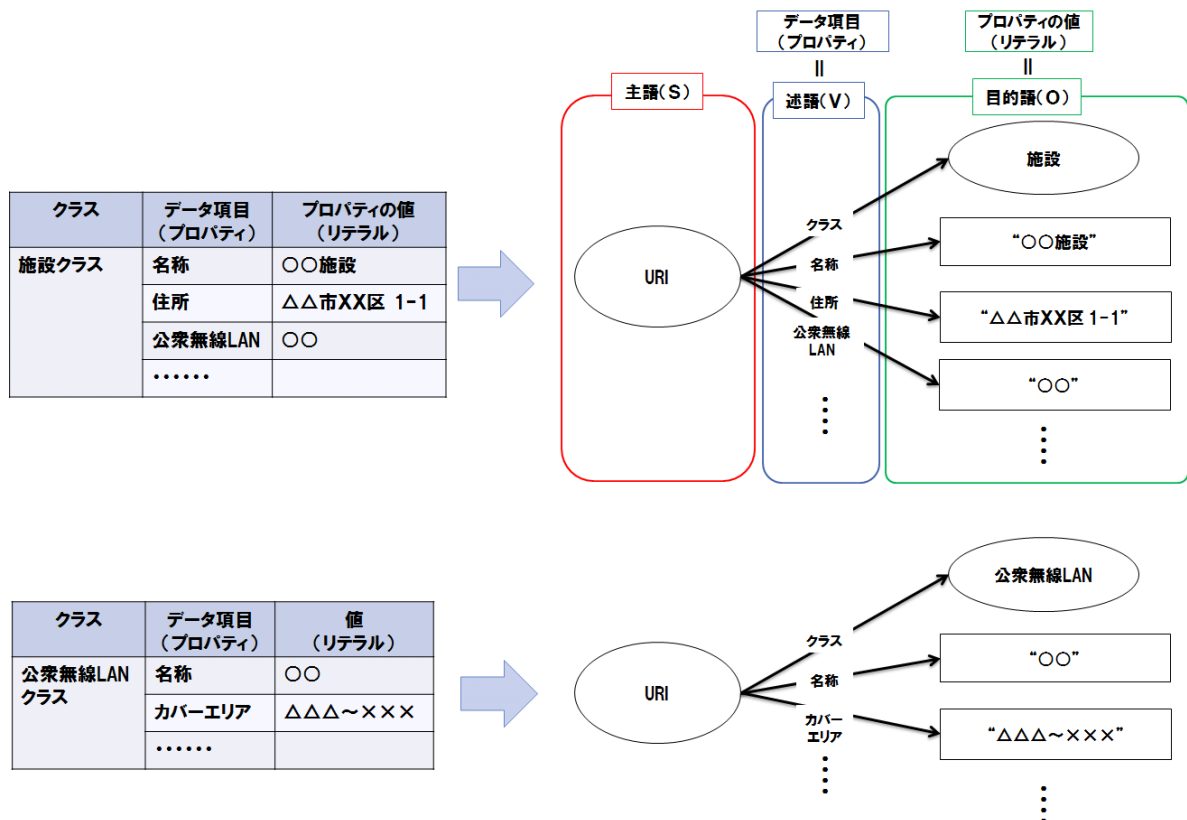 データ項目
（プロパティ）
||
プロパティの値
（リテラル）
||
主語（S）
述語（V）
目的語（O）
クラス
データ項目
（プロパティ）
プロパティの値
（リテラル）
施設クラス
名称
○○施設
住所
△△市XX区 1-1
公衆無線LAN
○○
‥‥‥
URI
クラス
名称
住所
公衆無線
LAN
施設
“○○施設”
“△△市XX区 1-1”
“○○”
クラス
データ項目
（プロパティ）
値
（リテラル）
公衆無線LAN
クラス
名称
○○
カバーエリア
△△△～×××
‥‥‥
URI
クラス
名称
カバー
エリア
公衆無線LAN
“○○”
“△△△～×××”